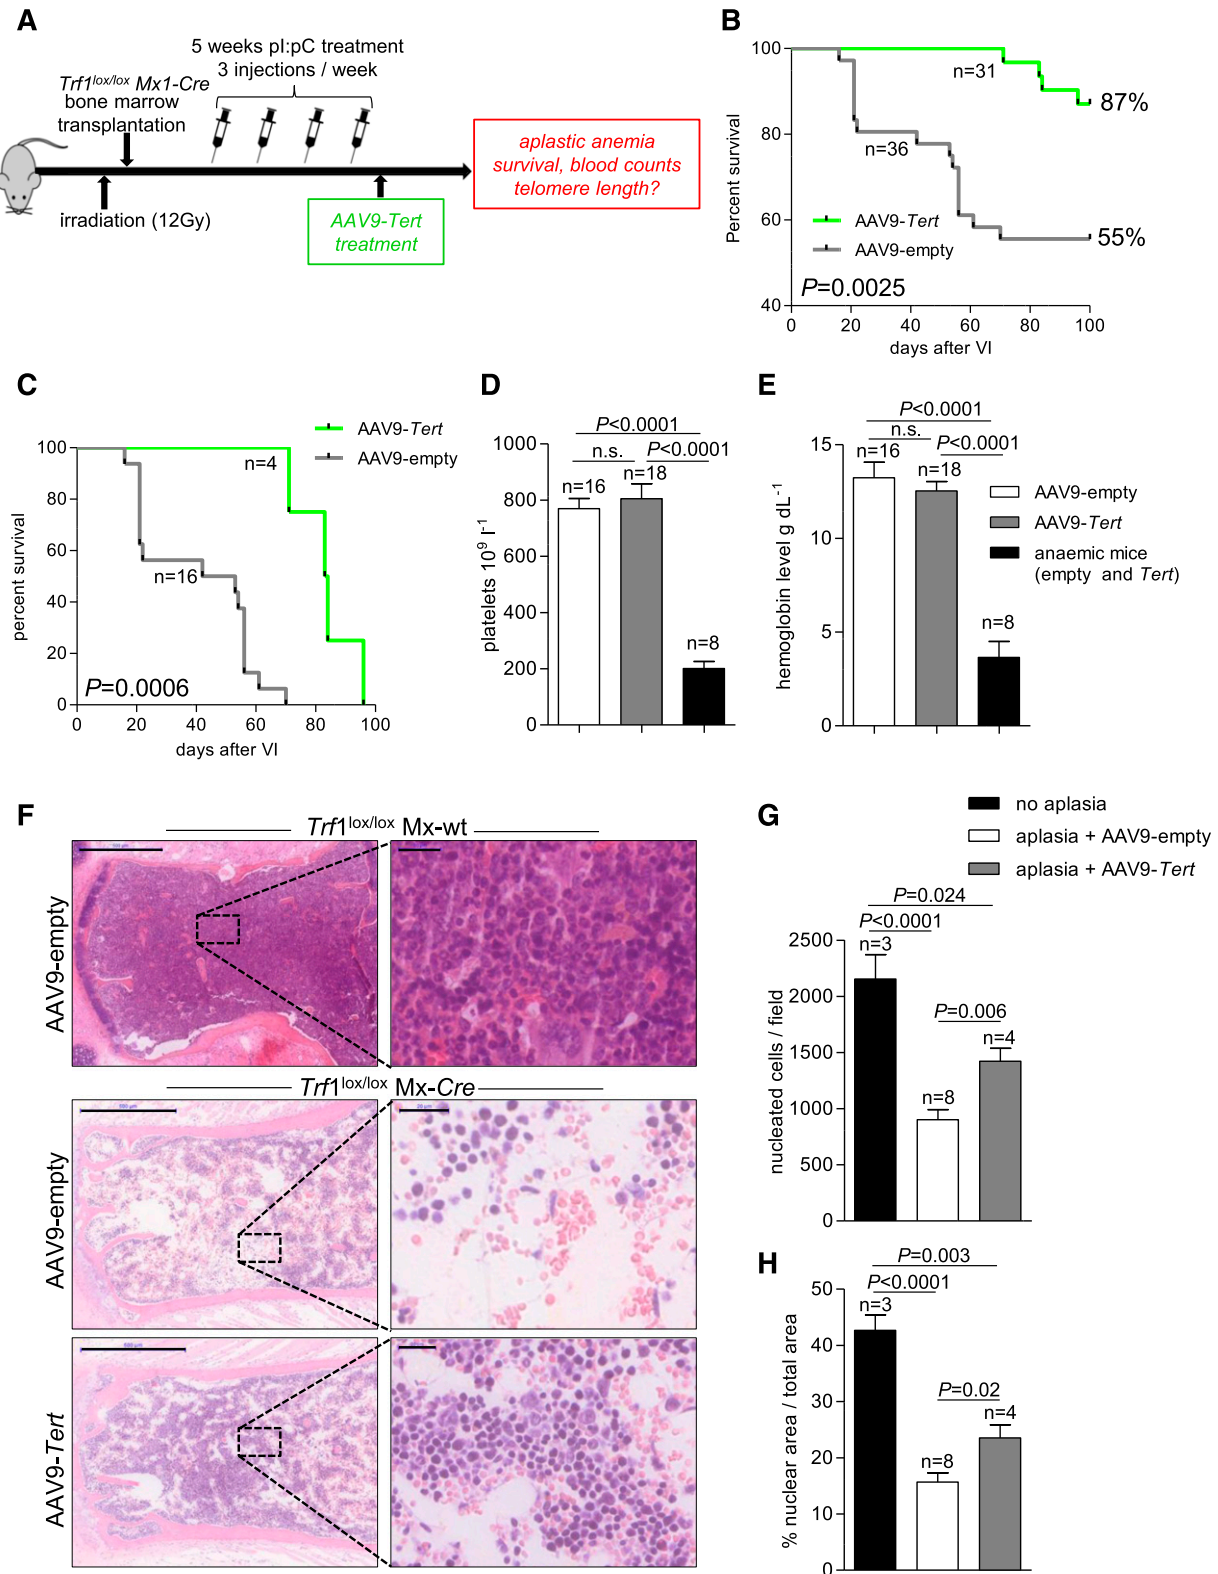 A
5 weeks pI:pC treatment
3 injections / week
Trf1lox/lox Mx1-Cre
bone marrow
transplantation
irradiation (12Gy)
AAV9-Tert
treatment
aplastic anemia
survival, blood counts
telomere length?
B
100
80
60
40
Percent survival
n=31
87%
n=36
55%
AAV9-Tert
AAV9-empty
P=0.0025
0
20
40
60
80
100
days after VI
C
AAV9-Tert
AAV9-empty
100
80
60
40
20
0
percent survival
n=4
n=16
P=0.0006
0
20
40
60
80
100
days after VI
D
P<0.0001
n.s.
P<0.0001
n=16
n=18
n=8
1000
800
600
400
200
0
platelets 10⁹ l⁻¹
E
P<0.0001
n.s.
P<0.0001
n=16
n=18
n=8
15
10
5
0
hemoglobin level g dL⁻¹
AAV9-empty
AAV9-Tert
anaemic mice
(empty and Tert)
F
Trf1lox/lox Mx-wt
AAV9-empty
Trf1lox/lox Mx-Cre
AAV9-empty
AAV9-Tert
G
no aplasia
aplasia + AAV9-empty
aplasia + AAV9-Tert
P=0.024
P<0.0001
n=3
P=0.006
n=8
n=4
2500
2000
1500
1000
500
0
nucleated cells / field
H
P=0.003
P<0.0001
n=3
P=0.02
n=8
n=4
50
40
30
20
10
0
% nuclear area / total area